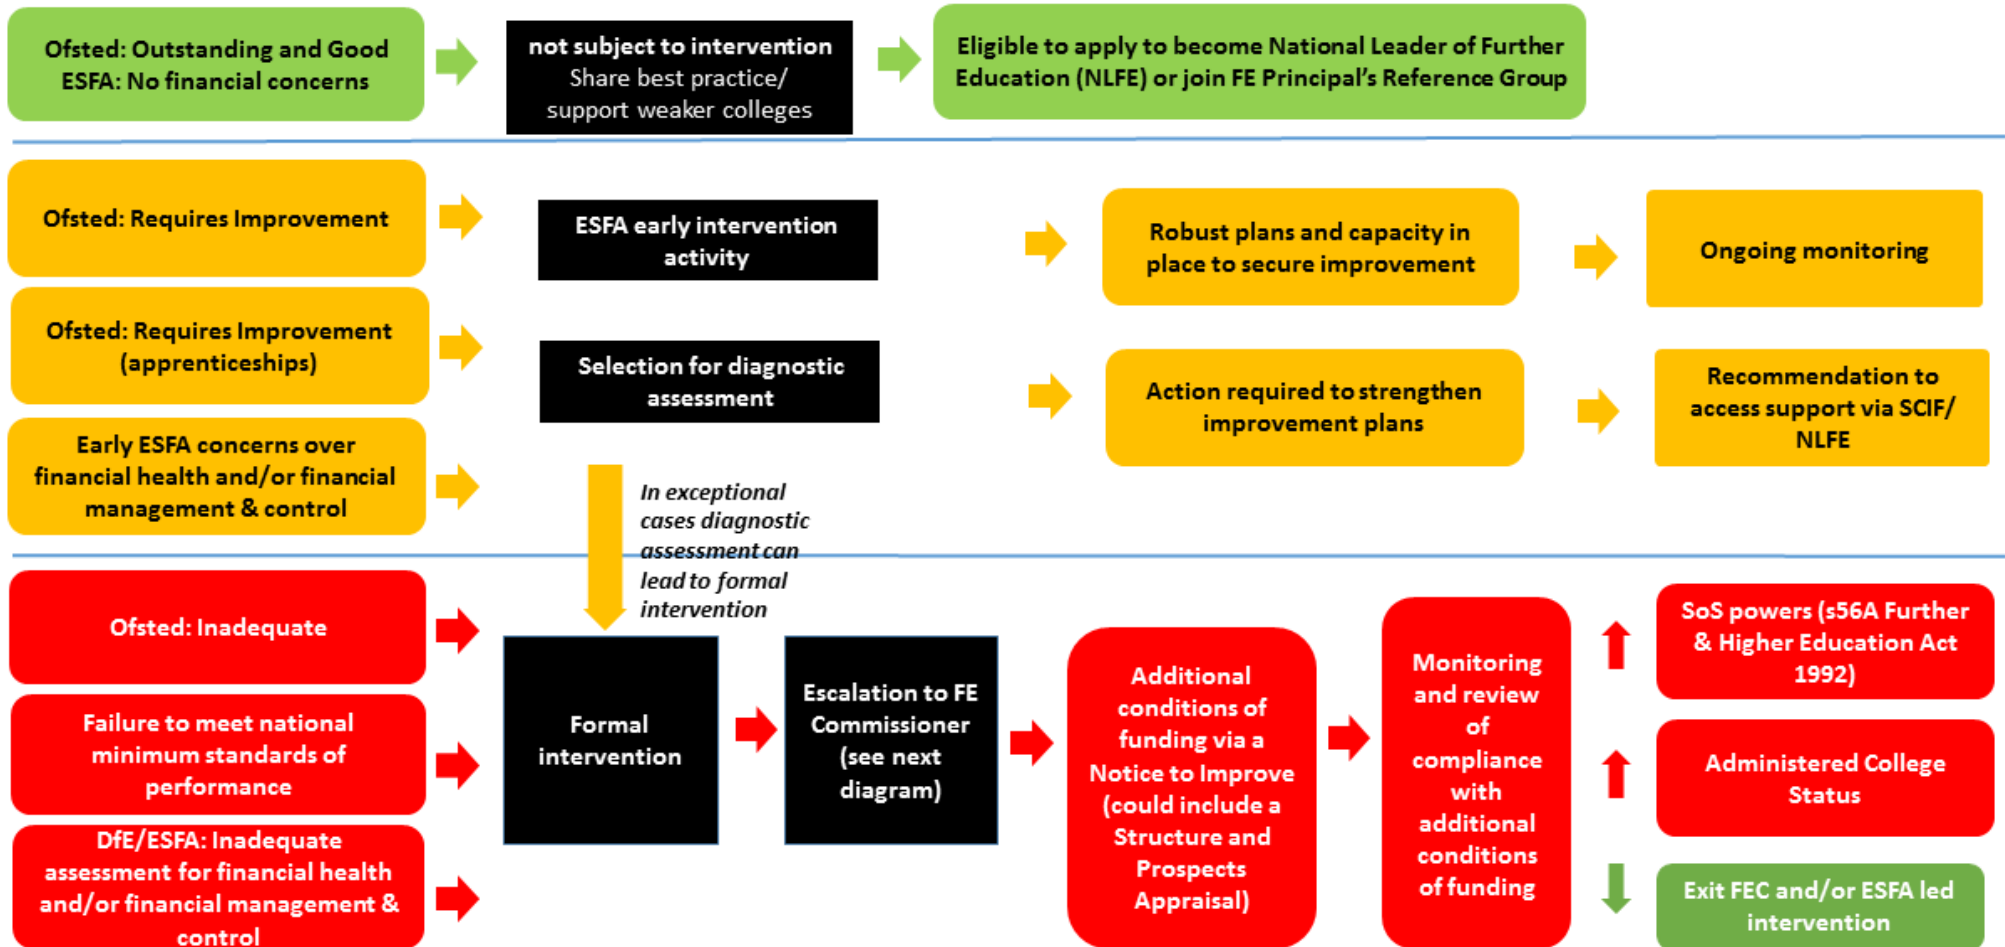 Ofsted: Outstanding and Good
ESFA: No financial concerns
not subject to intervention
Share best practice/
support weaker colleges
Eligible to apply to become National Leader of Further
Education (NLFE) or join FE Principal's Reference Group
Ofsted: Requires Improvement
ESFA early intervention
activity
Robust plans and capacity in
place to secure improvement
Ongoing monitoring
Ofsted: Requires Improvement
(apprenticeships)
Selection for diagnostic
assessment
Action required to strengthen
improvement plans
Recommendation to
access support via SCIF/
NLFE
Early ESFA concerns over
financial health and/or financial
management & control
In exceptional
cases diagnostic
assessment can
lead to formal
intervention
Ofsted: Inadequate
Failure to meet national
minimum standards of
performance
DfE/ESFA: Inadequate
assessment for financial health
and/or financial management &
control
Formal
intervention
Escalation to FE
Commissioner
(see next
diagram)
Additional
conditions of
funding via a
Notice to Improve
(could include a
Structure and
Prospects
Appraisal)
Monitoring
and review
of
compliance
with
additional
conditions
of funding
SoS powers (s56A Further
& Higher Education Act
1992)
Administered College
Status
Exit FEC and/or ESFA led
intervention